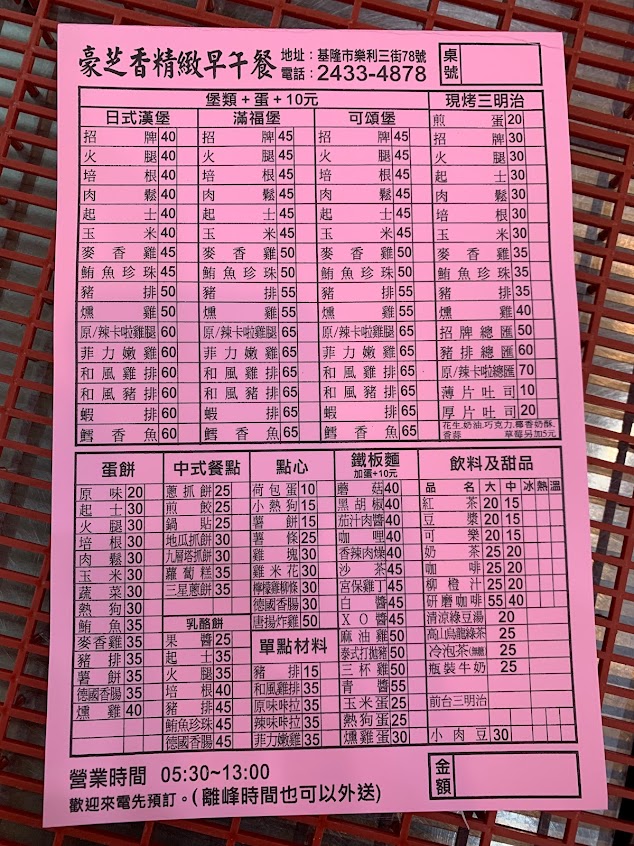 豪芝香精緻早午餐 地址：基隆市樂利三街78號 桌號
電話：2433-4878
堡類+蛋+10元 現烤三明治
日式漢堡 滿福堡 可頌堡 煎蛋20
招牌40 招牌45 招牌45 招牌30
火腿40 火腿45 火腿45 火腿30
培根40 培根45 培根45 起士30
肉鬆40 肉鬆45 肉鬆45 肉鬆30
起士40 起士45 起士45 培根30
玉米40 玉米45 玉米45 玉米30
麥香雞45 麥香雞50 麥香雞50 麥香雞35
鮪魚珍珠45 鮪魚珍珠50 鮪魚珍珠50 鮪魚珍珠35
豬排50 豬排55 豬排55 豬排35
燻雞50 燻雞55 燻雞55 燻雞40
原/辣卡啦雞腿60 原/辣卡啦雞腿65 原/辣卡啦雞腿65 招牌總匯50
菲力嫩雞60 菲力嫩雞65 菲力嫩雞65 豬排總匯60
和風雞排60 和風雞排65 和風雞排65 原/辣卡啦總匯70
和風豬排60 和風豬排65 和風豬排65 薄片吐司10
蝦排60 蝦排65 蝦排65 厚片吐司20
鱈香魚60 鱈香魚65 鱈香魚65 花生.奶油.巧克力.椰香奶酥.
香蒜 草莓另加5元
蛋餅
原味20
起士30
火腿30
培根30
肉鬆30
玉米30
蔬菜30
熱狗30
鮪魚35
麥香雞35
豬排35
薯餅35
德國香腸35
燻雞40
中式餐點
蔥抓餅25
煎餃25
鍋貼25
地瓜抓餅30
九層塔抓餅30
蘿蔔糕35
三星蔥餅35
乳酪餅
果醬25
起士35
火腿35
培根40
豬排45
鮪魚珍珠45
德國香腸45
點心
荷包蛋10
小熱狗15
薯餅15
薯條25
雞塊30
雞米花30
檸檬雞柳條30
德國香腸30
唐揚炸雞50
單點材料
豬排15
和風雞排35
原味咔拉35
辣味咔拉35
菲力嫩雞35
鐵板麵
加蛋+10元
蘑菇40
黑胡椒40
茄汁肉醬40
咖哩40
香辣肉燥40
沙茶45
宮保雞丁45
白醬45
XO醬45
麻油雞50
泰式打拋豬50
三杯雞50
青醬55
玉米蛋25
熱狗蛋25
燻雞蛋30
飲料及甜品
品名 大 中 冰 熱 溫
紅茶20 15
豆漿20 15
可樂20 15
奶茶25 20
咖啡25 20
柳橙汁25 20
研磨咖啡55 40
清涼綠豆湯20
高山烏龍綠茶25
冷泡茶(無糖)25
瓶裝牛奶25
前台三明治
小肉豆30
營業時間 05:30~13:00 金額
歡迎來電先預訂。(離峰時間也可以外送)